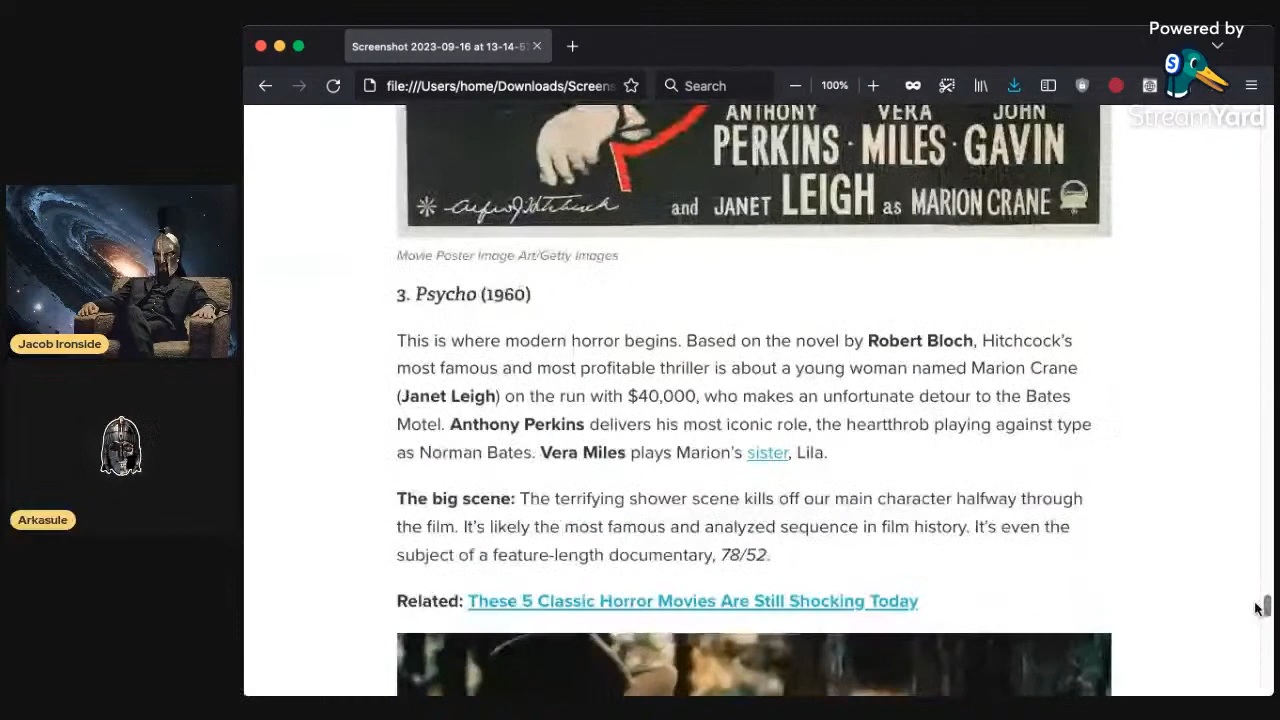 Powered by
StreamYard
Screenshot 2023-09-16 at 13-14-5
file:///Users/home/Downloads/Screens
Search
100%
ANTHONY VERA JOHN
PERKINS · MILES · GAVIN
and JANET LEIGH as MARION CRANE
Movie Poster Image Art/Getty Images
3. Psycho (1960)
This is where modern horror begins. Based on the novel by Robert Bloch, Hitchcock's
most famous and most profitable thriller is about a young woman named Marion Crane
(Janet Leigh) on the run with $40,000, who makes an unfortunate detour to the Bates
Motel. Anthony Perkins delivers his most iconic role, the heartthrob playing against type
as Norman Bates. Vera Miles plays Marion's sister, Lila.
The big scene: The terrifying shower scene kills off our main character halfway through
the film. It's likely the most famous and analyzed sequence in film history. It's even the
subject of a feature-length documentary, 78/52.
Related: These 5 Classic Horror Movies Are Still Shocking Today
Jacob Ironside
Arkasule